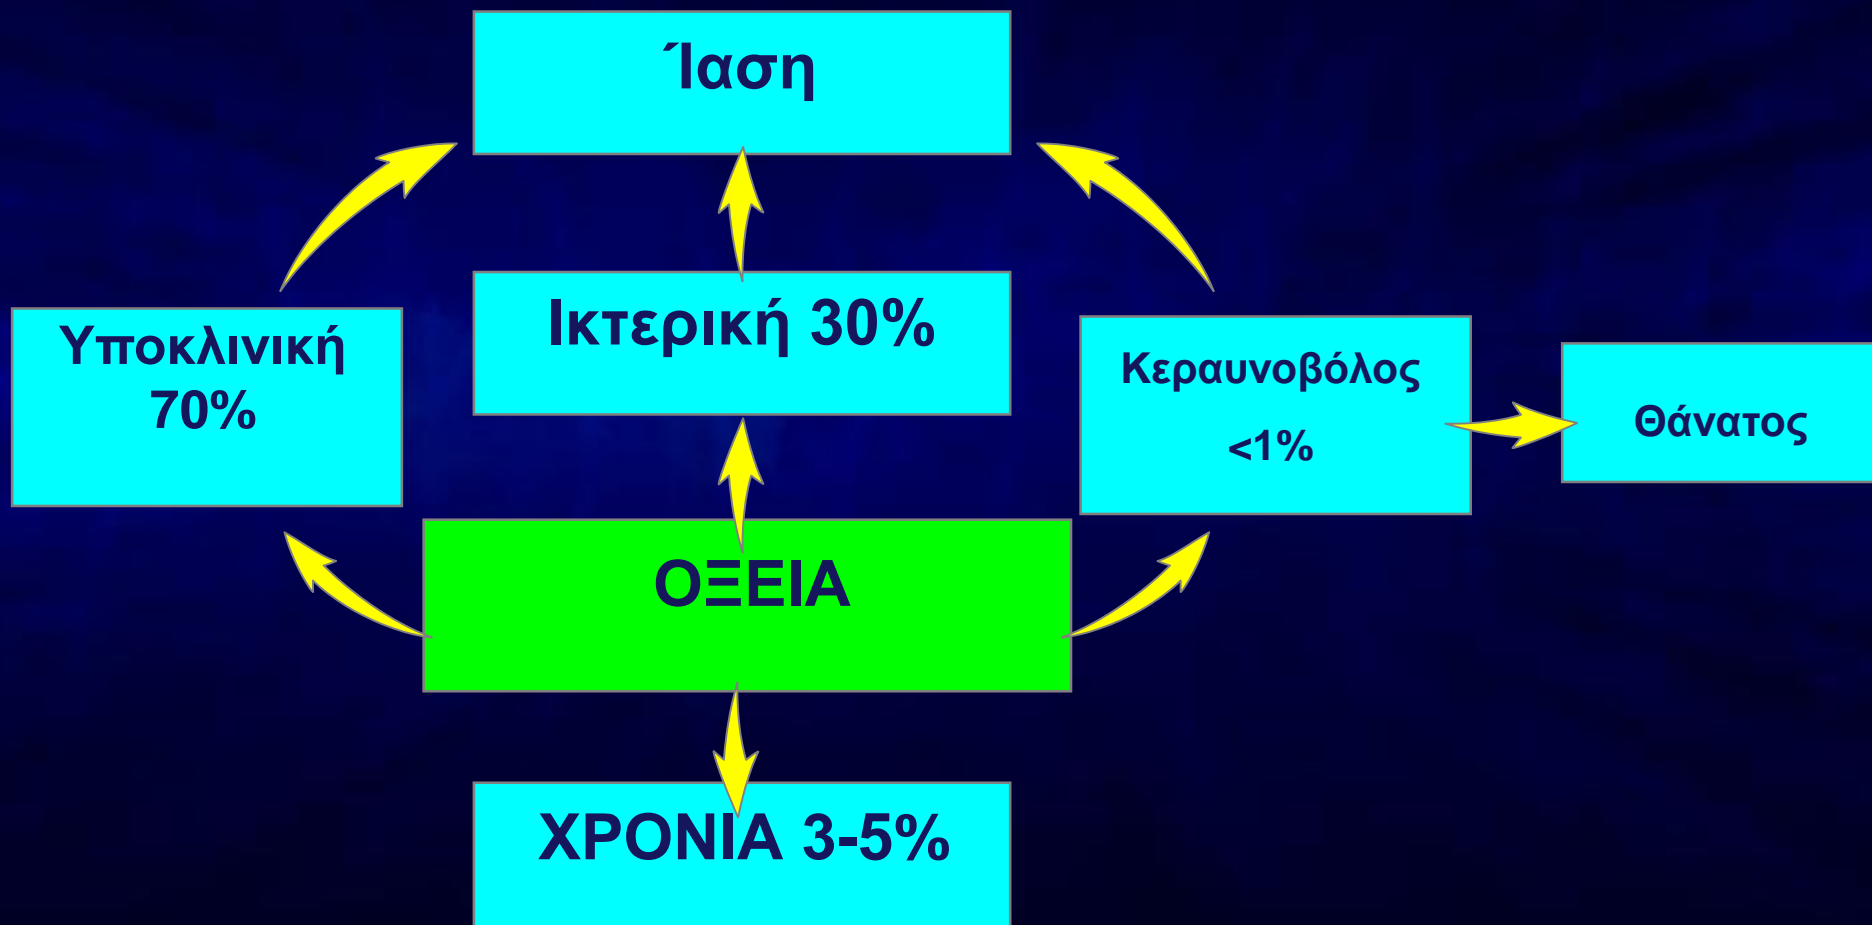 Ίαση
Ικτερική 30%
Υποκλινική
70%
Κεραυνοβόλος
<1%
Θάνατος
ΟΞΕΙΑ
ΧΡΟΝΙΑ 3-5%